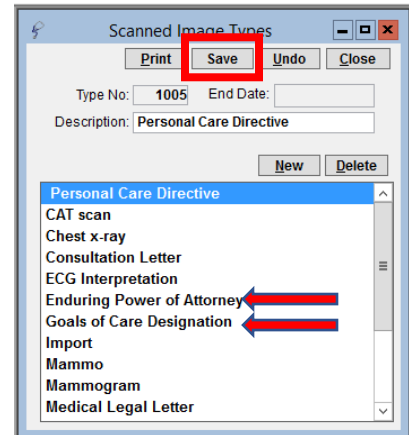 Scanned Image Types
Print Save Undo Close
Type No: 1005 End Date:
Description: Personal Care Directive
New Delete
Personal Care Directive
CAT scan
Chest x-ray
Consultation Letter
ECG Interpretation
Enduring Power of Attorney
Goals of Care Designation
Import
Mammo
Mammogram
Medical Legal Letter